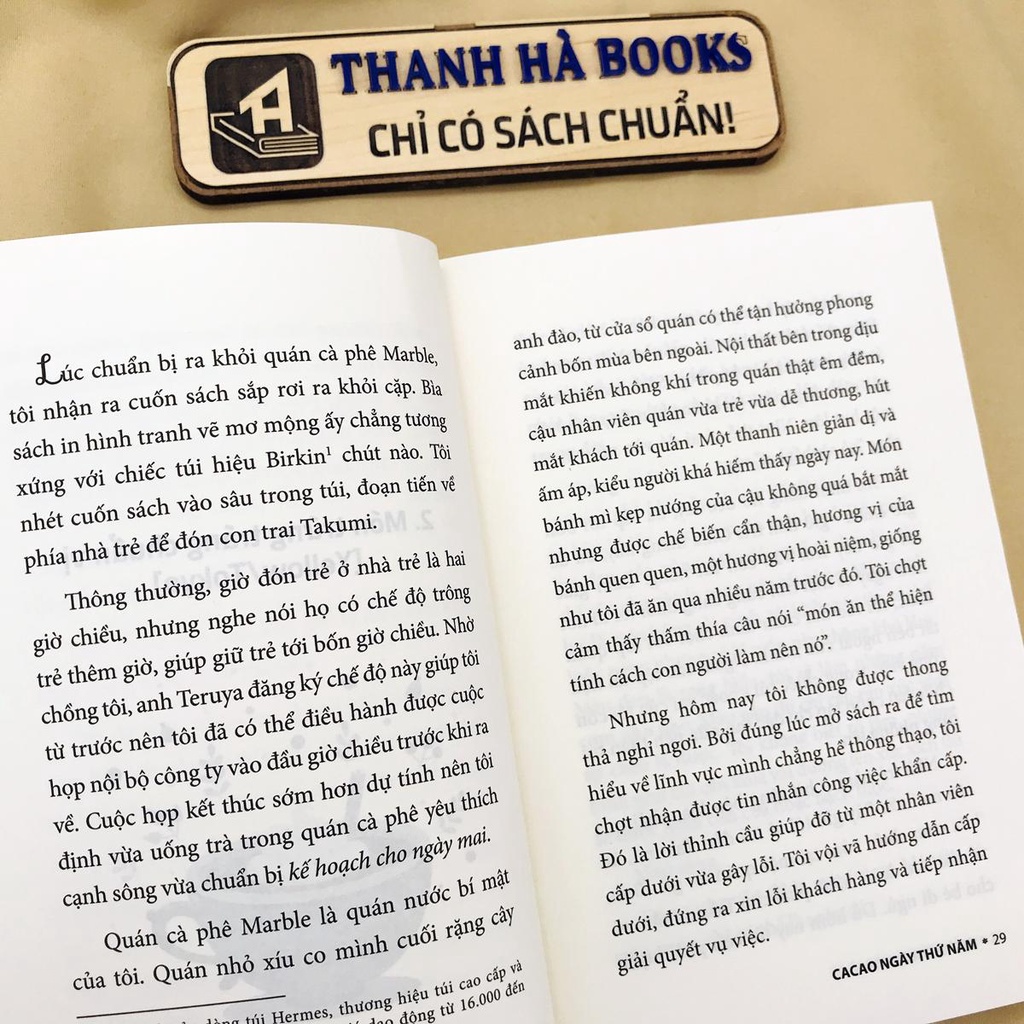 THANH HÀ BOOKS
CHỈ CÓ SÁCH CHUẨN!
Lúc chuẩn bị ra khỏi quán cà phê Marble,
tôi nhận ra cuốn sách sắp rơi ra khỏi cặp. Bìa
sách in hình tranh vẽ mơ mộng ấy chẳng tương
xứng với chiếc túi hiệu Birkin¹ chút nào. Tôi
nhét cuốn sách vào sâu trong túi, đoạn tiến về
phía nhà trẻ để đón con trai Takumi.
Thông thường, giờ đón trẻ ở nhà trẻ là hai
giờ chiều, nhưng nghe nói họ có chế độ trông
trẻ thêm giờ, giúp giữ trẻ tới bốn giờ chiều. Nhờ
chồng tôi, anh Teruya đăng ký chế độ này giúp tôi
từ trước nên tôi đã có thể điều hành được cuộc
họp nội bộ công ty vào đầu giờ chiều trước khi ra
về. Cuộc họp kết thúc sớm hơn dự tính nên tôi
định vừa uống trà trong quán cà phê yêu thích
cạnh sông vừa chuẩn bị kế hoạch cho ngày mai.
Quán cà phê Marble là quán nước bí mật
của tôi. Quán nhỏ xíu co mình cuối rặng cây
túi Hermes, thương hiệu túi cao cấp và
dao động từ 16.000 đến
anh đào, từ cửa sổ quán có thể tận hưởng phong
cảnh bốn mùa bên ngoài. Nội thất bên trong dịu
mắt khiến không khí trong quán thật êm đềm,
cậu nhân viên quán vừa trẻ vừa dễ thương, hút
mắt khách tới quán. Một thanh niên giản dị và
ấm áp, kiểu người khá hiếm thấy ngày nay. Món
bánh mì kẹp nướng của cậu không quá bắt mắt
nhưng được chế biến cẩn thận, hương vị của
bánh quen quen, một hương vị hoài niệm, giống
như tôi đã ăn qua nhiều năm trước đó. Tôi chợt
cảm thấy thấm thía câu nói “món ăn thể hiện
tính cách con người làm nên nó”.
Nhưng hôm nay tôi không được thong
thả nghỉ ngơi. Bởi đúng lúc mở sách ra để tìm
hiểu về lĩnh vực mình chẳng hề thông thạo, tôi
chợt nhận được tin nhắn công việc khẩn cấp.
Đó là lời thỉnh cầu giúp đỡ từ một nhân viên
cấp dưới vừa gây lỗi. Tôi vội vã hướng dẫn cấp
dưới, đứng ra xin lỗi khách hàng và tiếp nhận
giải quyết vụ việc.
CACAO NGÀY THỨ NĂM * 29